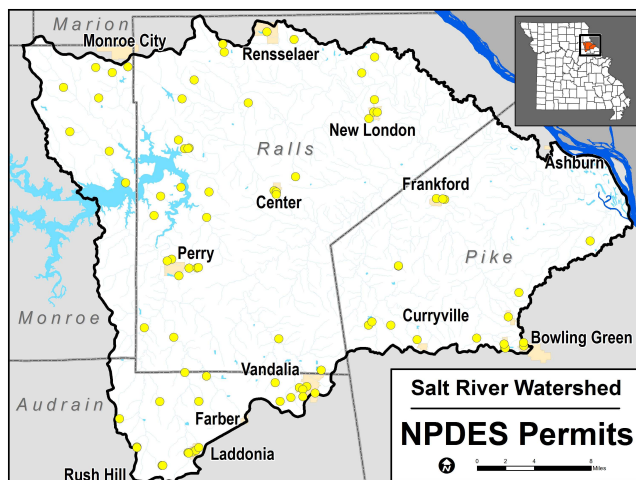 Marion
Monroe City
Rensselaer
New London
Ralls
Ashburn
Frankford
Center
Perry
Pike
Monroe
Curryville
Bowling Green
Vandalia
Audrain
Farber
Laddonia
Rush Hill
Salt River Watershed
NPDES Permits
0 2 4 8
Miles